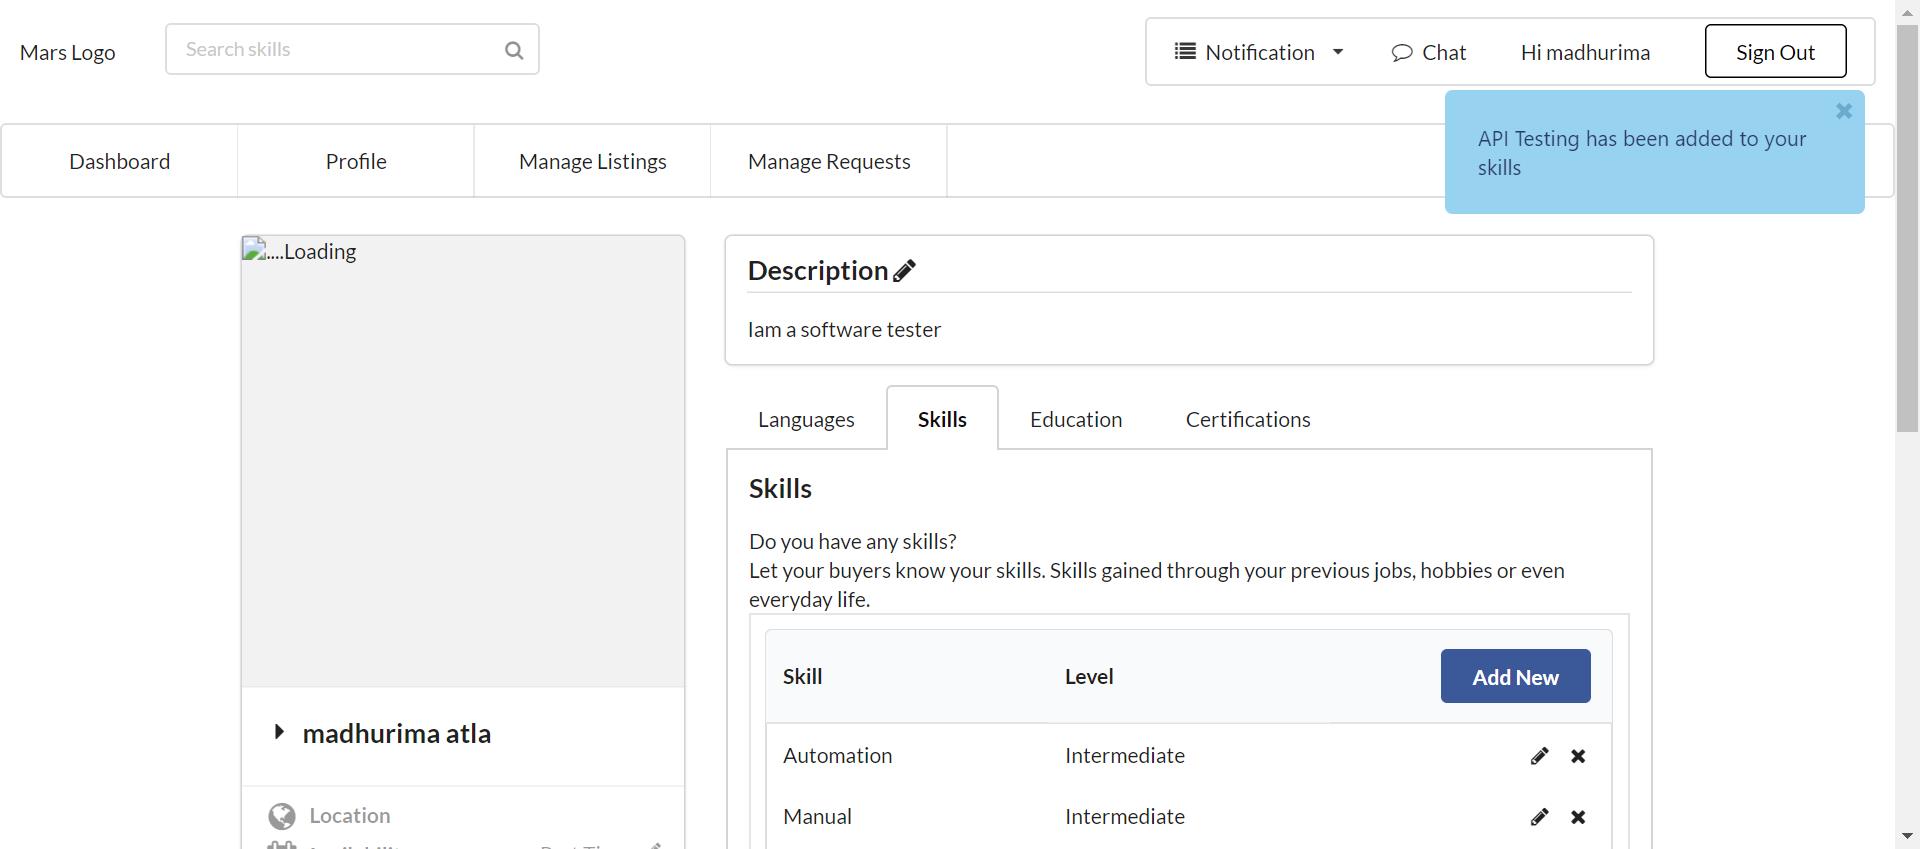 Mars Logo
Search skills
Notification
Chat
Hi madhurima
Sign Out
API Testing has been added to your
skills
Dashboard
Profile
Manage Listings
Manage Requests
....Loading
Description
Iam a software tester
Languages
Skills
Education
Certifications
Skills
Do you have any skills?
Let your buyers know your skills. Skills gained through your previous jobs, hobbies or even
everyday life.
Skill Level Add New
Automation Intermediate
Manual Intermediate
madhurima atla
Location